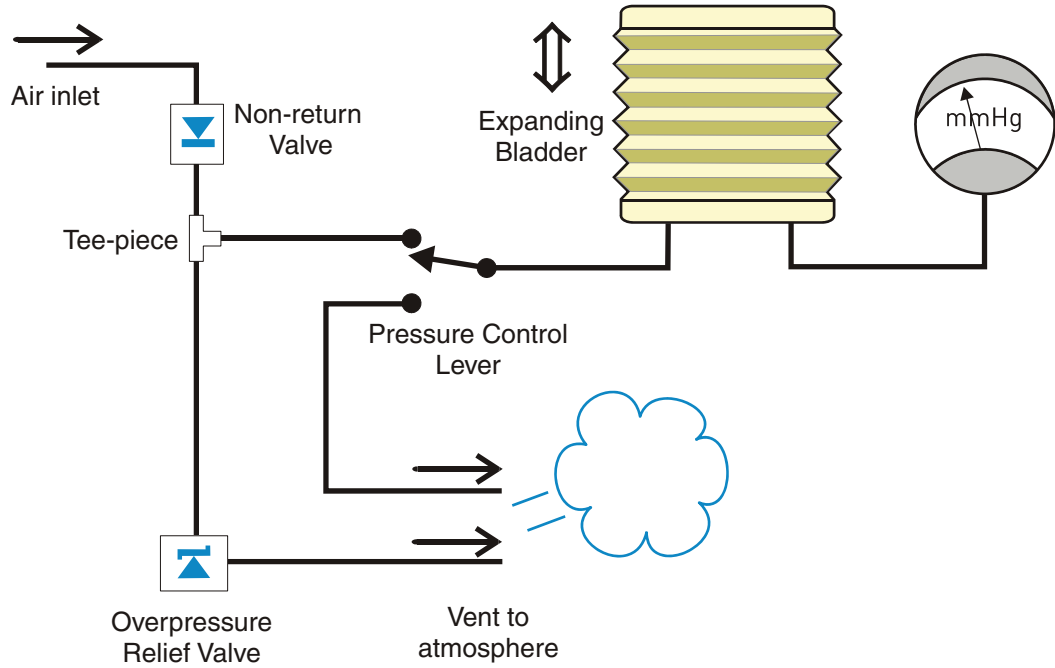 Air inlet
Non-return
Valve
Expanding
Bladder
mmHg
Tee-piece
Pressure Control
Lever
Overpressure
Relief Valve
Vent to
atmosphere